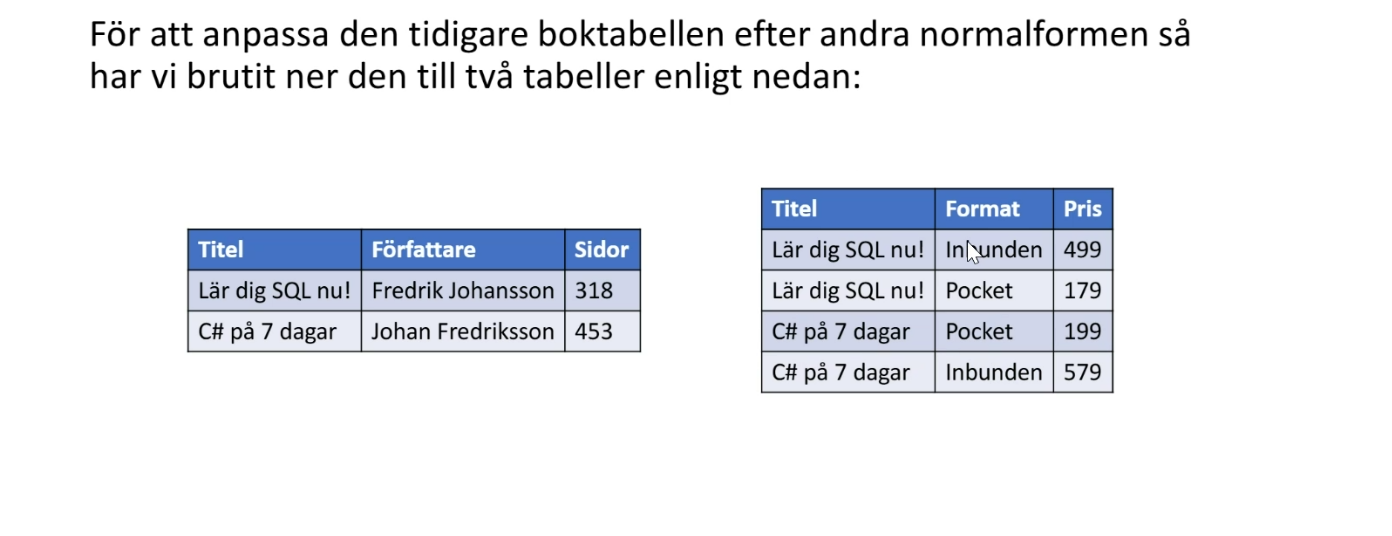 För att anpassa den tidigare boktabellen efter andra normalformen så
har vi brutit ner den till två tabeller enligt nedan:
Titel Författare Sidor
Lär dig SQL nu! Fredrik Johansson 318
C# på 7 dagar Johan Fredriksson 453
Titel Format Pris
Lär dig SQL nu! Inbunden 499
Lär dig SQL nu! Pocket 179
C# på 7 dagar Pocket 199
C# på 7 dagar Inbunden 579